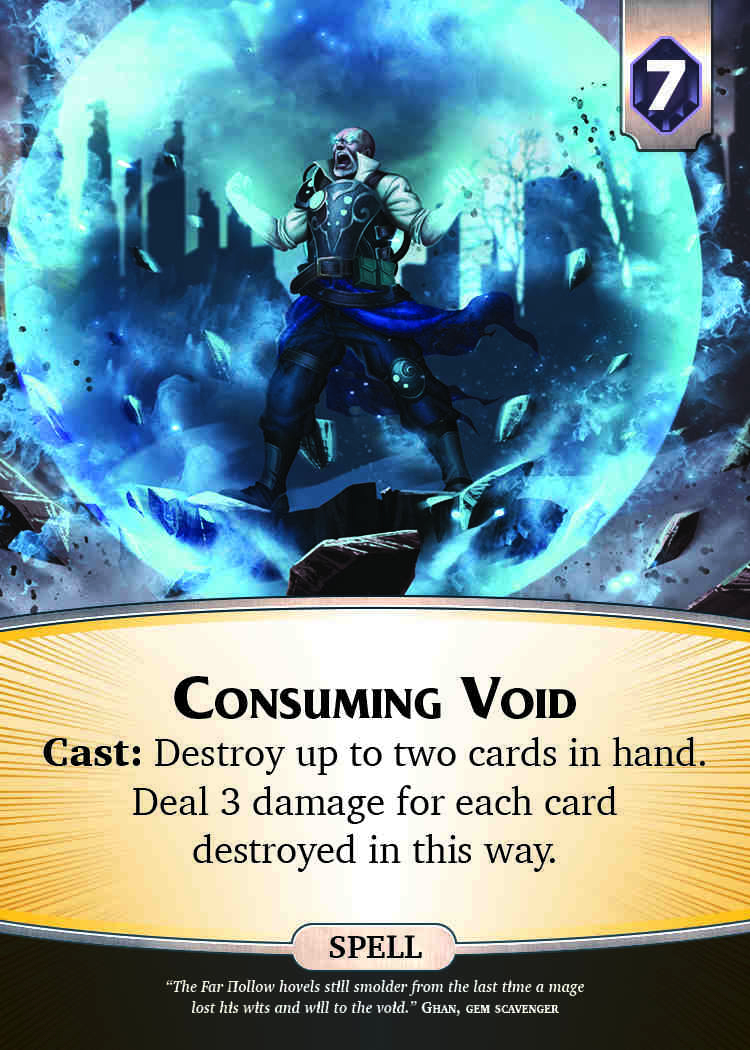 7
Consuming Void
Cast: Destroy up to two cards in hand.
Deal 3 damage for each card
destroyed in this way.
SPELL
“The Far Hollow hovels still smolder from the last time a mage
lost his wits and will to the void.” Ghan, gem scavenger